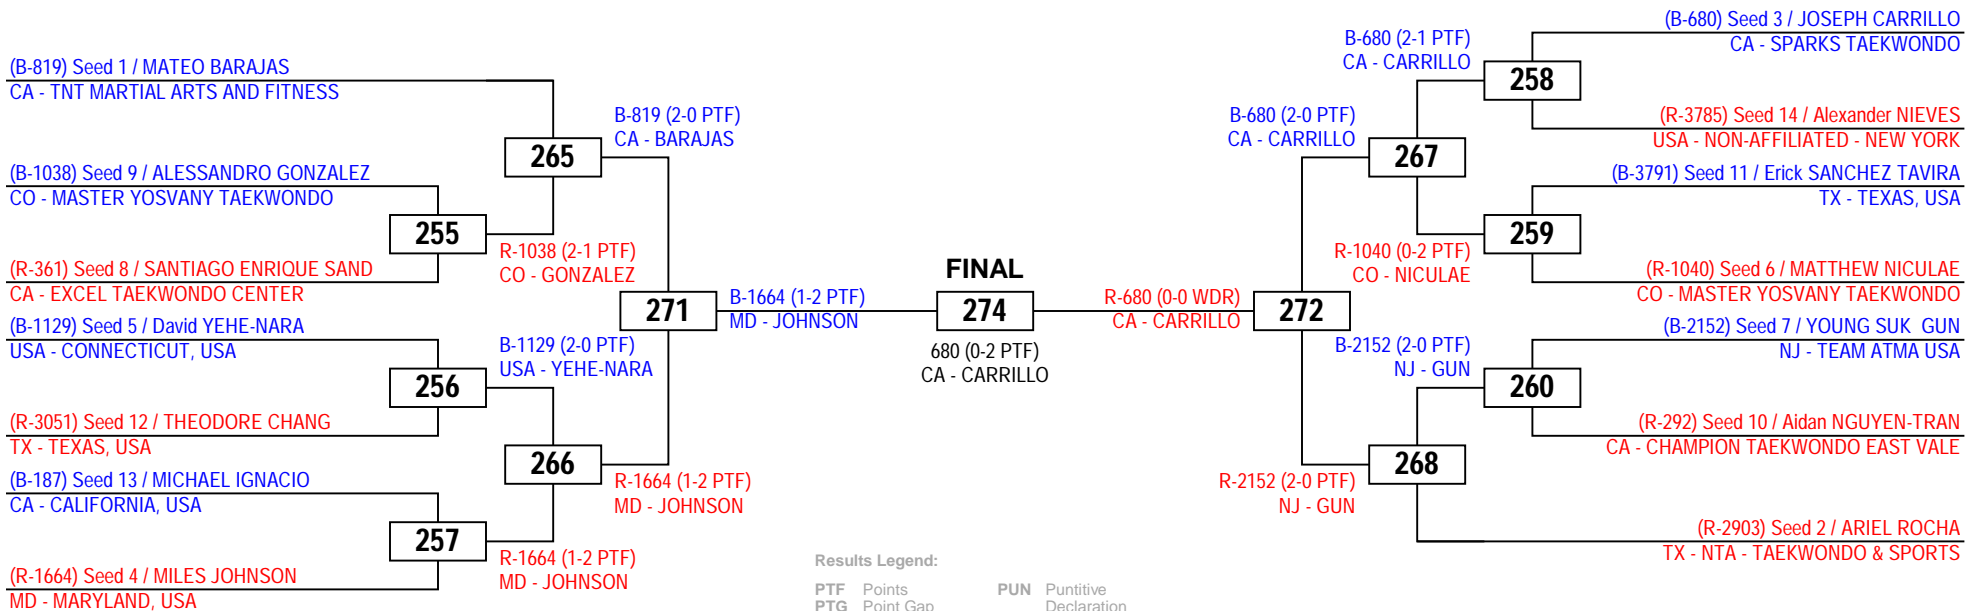 (B-819) Seed 1 / MATEO BARAJAS
CA - TNT MARTIAL ARTS AND FITNESS
(B-1038) Seed 9 / ALESSANDRO GONZALEZ
CO - MASTER YOSVANY TAEKWONDO
(R-361) Seed 8 / SANTIAGO ENRIQUE SAND
CA - EXCEL TAEKWONDO CENTER
(B-1129) Seed 5 / David YEHE-NARA
USA - CONNECTICUT, USA
(R-3051) Seed 12 / THEODORE CHANG
TX - TEXAS, USA
(B-187) Seed 13 / MICHAEL IGNACIO
CA - CALIFORNIA, USA
(R-1664) Seed 4 / MILES JOHNSON
MD - MARYLAND, USA
255
256
257
R-1038 (2-1 PTF)
CO - GONZALEZ
B-1129 (2-0 PTF)
USA - YEHE-NARA
R-1664 (1-2 PTF)
MD - JOHNSON
265
266
B-819 (2-0 PTF)
CA - BARAJAS
R-1664 (1-2 PTF)
MD - JOHNSON
271
B-1664 (1-2 PTF)
MD - JOHNSON
FINAL
274
680 (0-2 PTF)
CA - CARRILLO
R-680 (0-0 WDR)
CA - CARRILLO
272
B-680 (2-0 PTF)
CA - CARRILLO
R-2152 (2-0 PTF)
NJ - GUN
267
268
B-680 (2-1 PTF)
CA - CARRILLO
R-1040 (0-2 PTF)
CO - NICULAE
B-2152 (2-0 PTF)
NJ - GUN
258
259
260
(B-680) Seed 3 / JOSEPH CARRILLO
CA - SPARKS TAEKWONDO
(R-3785) Seed 14 / Alexander NIEVES
USA - NON-AFFILIATED - NEW YORK
(B-3791) Seed 11 / Erick SANCHEZ TAVIRA
TX - TEXAS, USA
(R-1040) Seed 6 / MATTHEW NICULAE
CO - MASTER YOSVANY TAEKWONDO
(B-2152) Seed 7 / YOUNG SUK GUN
NJ - TEAM ATMA USA
(R-292) Seed 10 / Aidan NGUYEN-TRAN
CA - CHAMPION TAEKWONDO EAST VALE
(R-2903) Seed 2 / ARIEL ROCHA
TX - NTA - TAEKWONDO & SPORTS
Results Legend:
PTF Points PUN Puntitive
PTG Point Gap Declaration